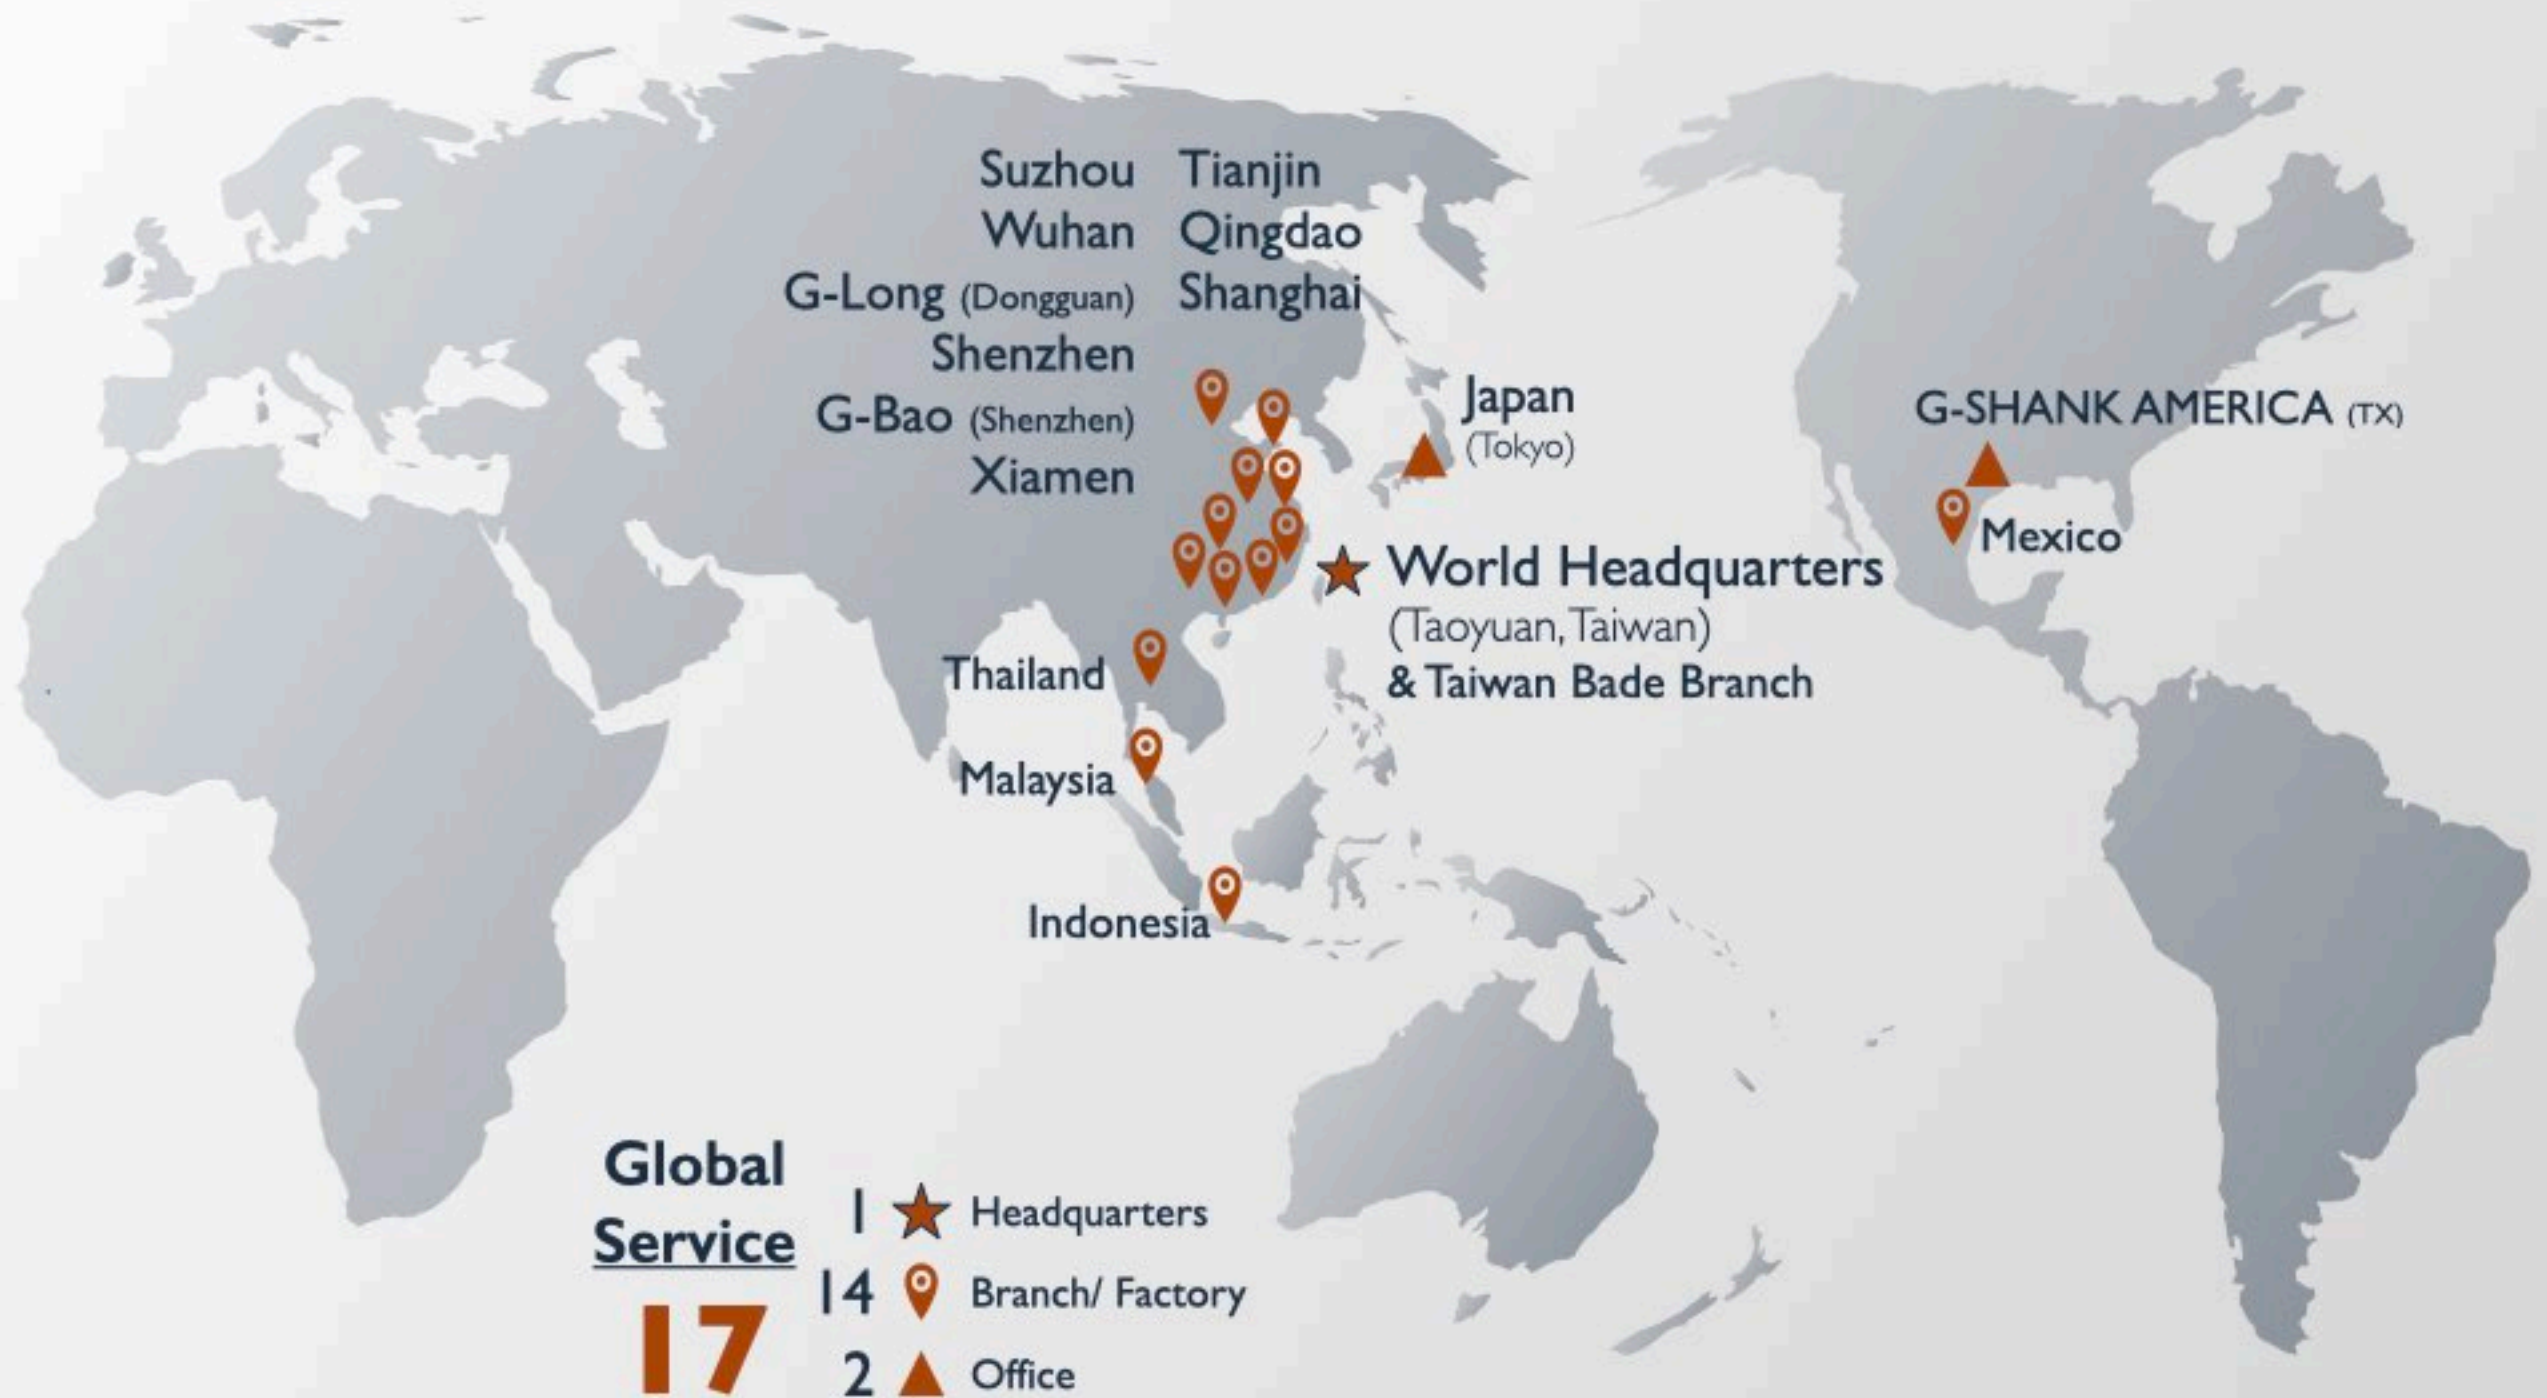 Suzhou Tianjin
Wuhan Qingdao
G-Long (Dongguan) Shanghai
Shenzhen
G-Bao (Shenzhen)
Xiamen
Japan
(Tokyo)
G-SHANK AMERICA (TX)
Mexico
World Headquarters
(Taoyuan, Taiwan)
& Taiwan Bade Branch
Thailand
Malaysia
Indonesia
Global
Service
17
1 Headquarters
14 Branch/ Factory
2 Office